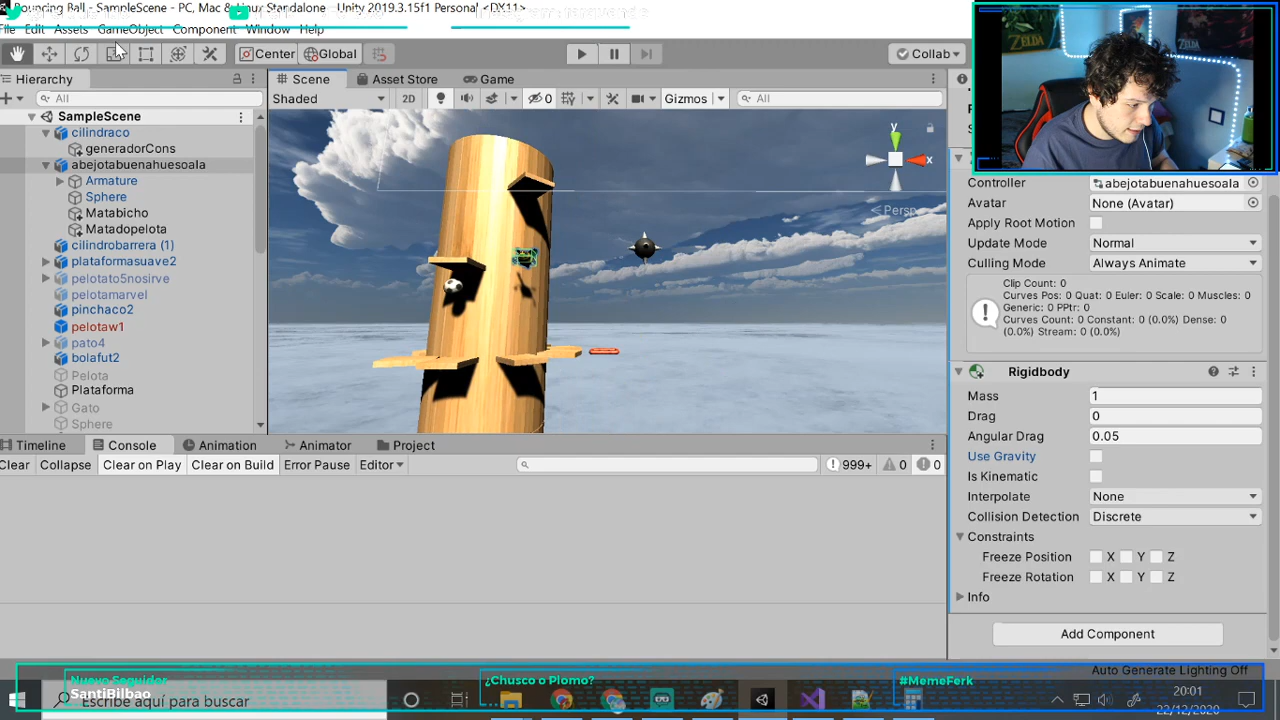 Bouncing Ball - SampleScene - PC, Mac & Linux Standalone - Unity 2019.3.15f1 Personal <DX11>
File Edit Assets GameObject Component Window Help
Center Global Collab
Hierarchy Scene Asset Store Game
All Shaded 2D 0 Gizmos All
SampleScene
cilindraco
generadorCons
abejotabuenahuesoala
Armature
Sphere
Matabicho
Matadopelota
cilindrobarrera (1)
plataformasuave2
pelotato5nosirve
pelotamarvel
pinchaco2
pelotaw1
pato4
bolafut2
Pelota
Plataforma
Gato
Sphere
y
x
Persp
ZELDA
Controller abejotabuenahuesoala
Avatar None (Avatar)
Apply Root Motion
Update Mode Normal
Culling Mode Always Animate
Clip Count: 0
Curves Pos: 0 Quat: 0 Euler: 0 Scale: 0 Muscles: 0
Generic: 0 PPtr: 0
Curves Count: 0 Constant: 0 (0.0%) Dense: 0
(0.0%) Stream: 0 (0.0%)
Rigidbody
Mass 1
Drag 0
Angular Drag 0.05
Use Gravity
Is Kinematic
Interpolate None
Collision Detection Discrete
Constraints
Freeze Position X Y Z
Freeze Rotation X Y Z
Info
Add Component
Timeline Console Animation Animator Project
Clear Collapse Clear on Play Clear on Build Error Pause Editor 999+ 0 0
Auto Generate Lighting Off
Nuevo Seguidor
SantiBilbao
¿Chusco o Plomo?
#MemeFerk
Escribe aquí para buscar
20:01
22/12/2020